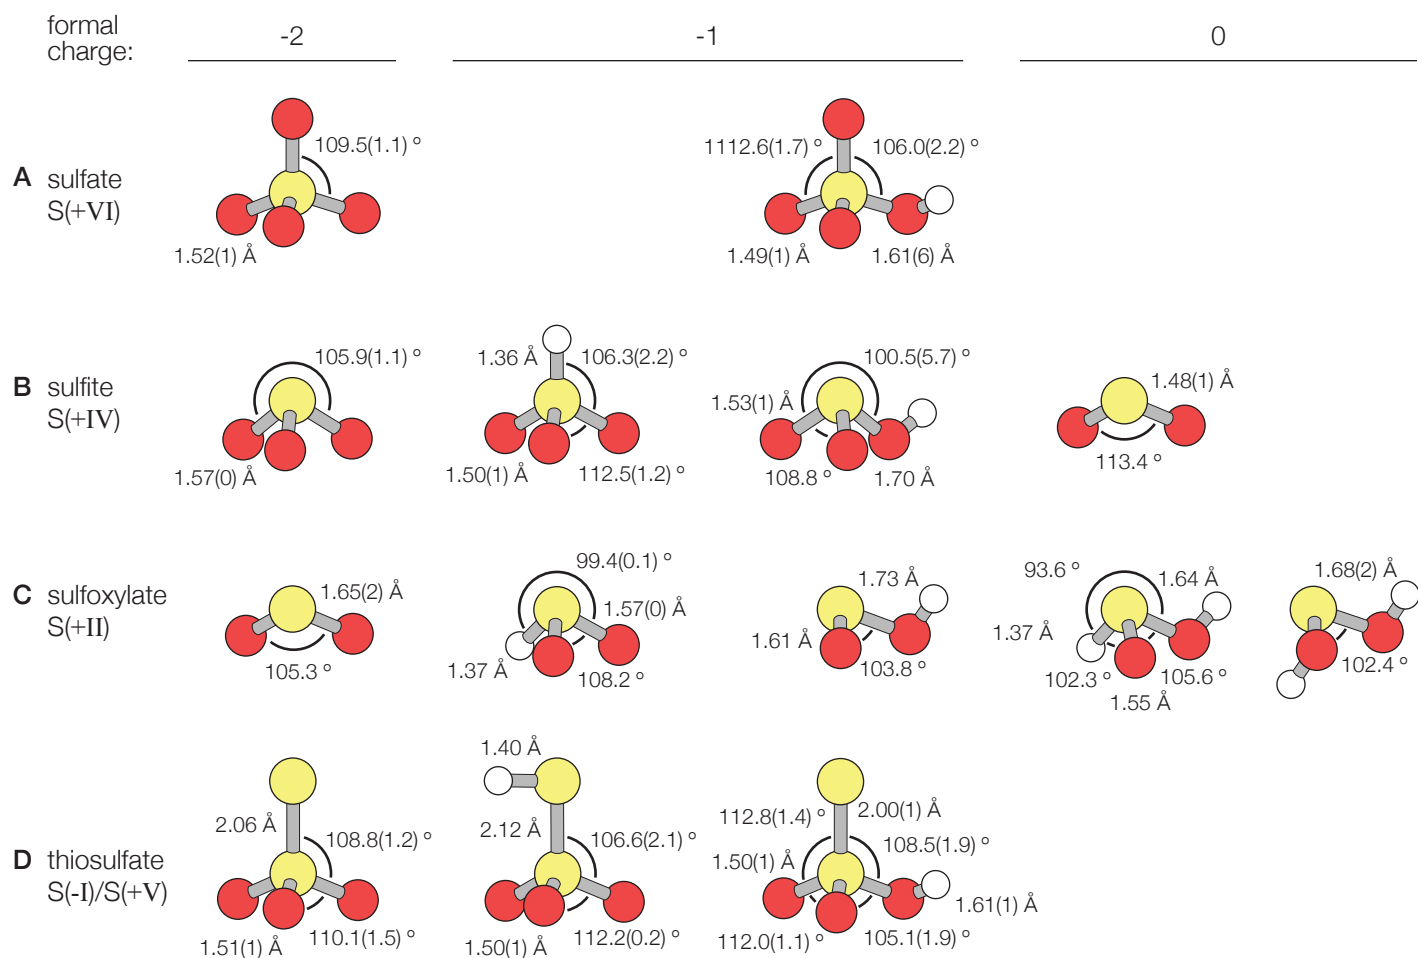 formal
charge:
-2
-1
0
A sulfate
S(+VI)
109.5(1.1) º
1.52(1) Å
1112.6(1.7) º
106.0(2.2) º
1.49(1) Å
1.61(6) Å
B sulfite
S(+IV)
105.9(1.1) º
1.57(0) Å
1.36 Å
106.3(2.2) º
1.50(1) Å
112.5(1.2) º
100.5(5.7) º
1.53(1) Å
108.8 º
1.70 Å
1.48(1) Å
113.4 º
C sulfoxylate
S(+II)
1.65(2) Å
105.3 º
99.4(0.1) º
1.57(0) Å
1.37 Å
108.2 º
1.73 Å
1.61 Å
103.8 º
93.6 º
1.64 Å
1.37 Å
102.3 º
105.6 º
1.55 Å
1.68(2) Å
102.4 º
D thiosulfate
S(-I)/S(+V)
2.06 Å
108.8(1.2) º
1.51(1) Å
110.1(1.5) º
1.40 Å
2.12 Å
106.6(2.1) º
1.50(1) Å
112.2(0.2) º
112.8(1.4) º
2.00(1) Å
108.5(1.9) º
1.50(1) Å
1.61(1) Å
112.0(1.1) º
105.1(1.9) º